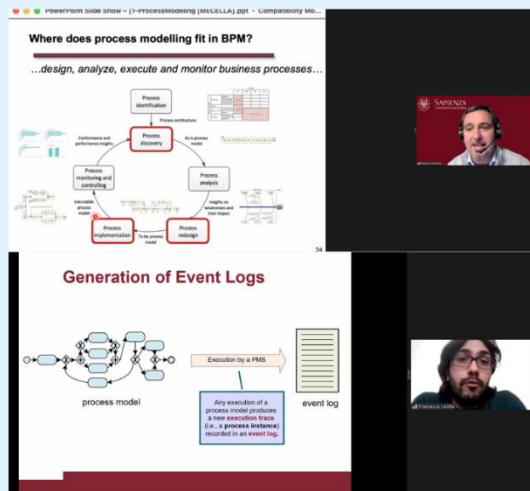 PowerPoint Slide Show – [1-ProcessModeling [MECELLA].ppt - Compatibility Mo...
Where does process modelling fit in BPM?
...design, analyze, execute and monitor business processes...
Process
identification
Process architecture
Conformance and
performance insights
Process
discovery
As-is process
model
Process
monitoring and
controlling
Process
analysis
Executable
process
model
Insights on
weaknesses and
their impact
Process
implementation
To-be process
model
Process
redesign
24
SAPIENZA
Generation of Event Logs
Execution by a PMS
process model
event log
Any execution of a
process model produces
a new execution trace
(i.e., a process instance)
recorded in an event log.